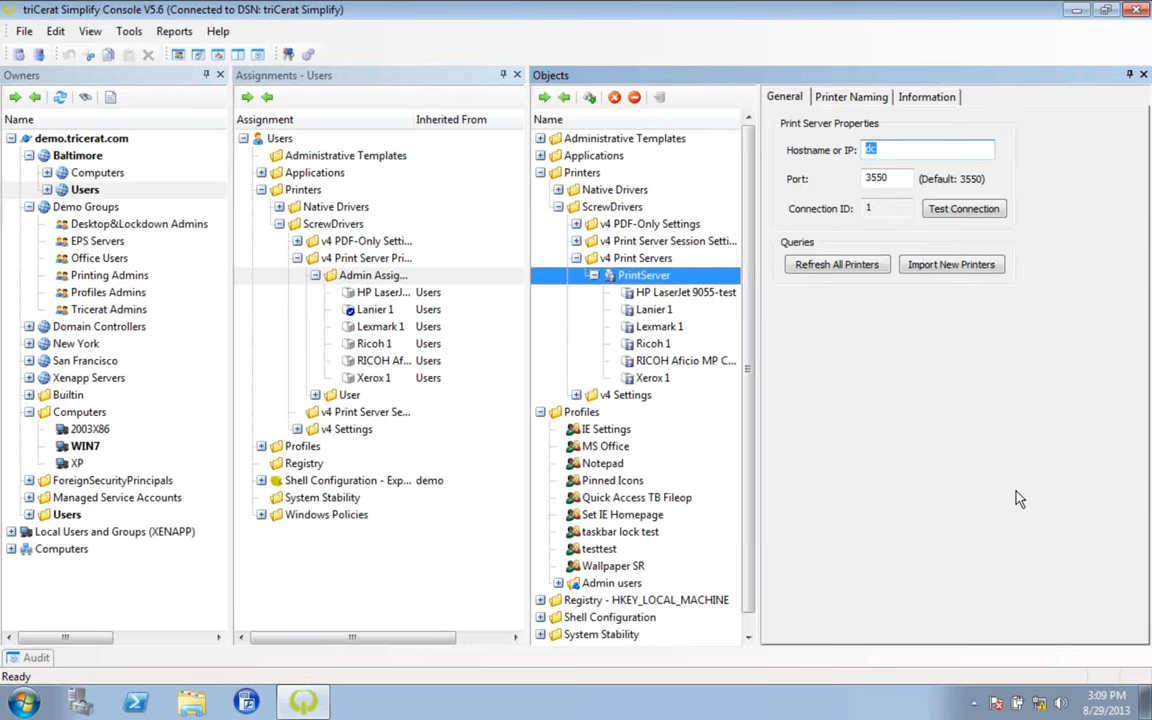 triCerat Simplify Console V5.6 (Connected to DSN: triCerat Simplify)
File Edit View Tools Reports Help
Owners
Name
demo.tricerat.com
Baltimore
Computers
Users
Demo Groups
Desktop&Lockdown Admins
EPS Servers
Office Users
Printing Admins
Profiles Admins
Tricerat Admins
Domain Controllers
New York
San Francisco
Xenapp Servers
Builtin
Computers
2003X86
WIN7
XP
ForeignSecurityPrincipals
Managed Service Accounts
Users
Local Users and Groups (XENAPP)
Computers
Assignments - Users
Assignment Inherited From
Users
Administrative Templates
Applications
Printers
Native Drivers
ScrewDrivers
v4 PDF-Only Setti...
v4 Print Server Pri...
Admin Assig...
HP LaserJ... Users
Lanier 1 Users
Lexmark 1 Users
Ricoh 1 Users
RICOH Af... Users
Xerox 1 Users
User
v4 Print Server Se...
v4 Settings
Profiles
Registry
Shell Configuration - Exp... demo
System Stability
Windows Policies
Objects
Name
Administrative Templates
Applications
Printers
Native Drivers
ScrewDrivers
v4 PDF-Only Settings
v4 Print Server Session Setti...
v4 Print Servers
PrintServer
HP LaserJet 9055-test
Lanier 1
Lexmark 1
Ricoh 1
RICOH Aficio MP C...
Xerox 1
v4 Settings
Profiles
IE Settings
MS Office
Notepad
Pinned Icons
Quick Access TB Fileop
Set IE Homepage
taskbar lock test
testtest
Wallpaper SR
Admin users
Registry - HKEY_LOCAL_MACHINE
Shell Configuration
System Stability
General Printer Naming Information
Print Server Properties
Hostname or IP: dc
Port: 3550 (Default: 3550)
Connection ID: 1 Test Connection
Queries
Refresh All Printers Import New Printers
Audit
Ready
3:09 PM
8/29/2013